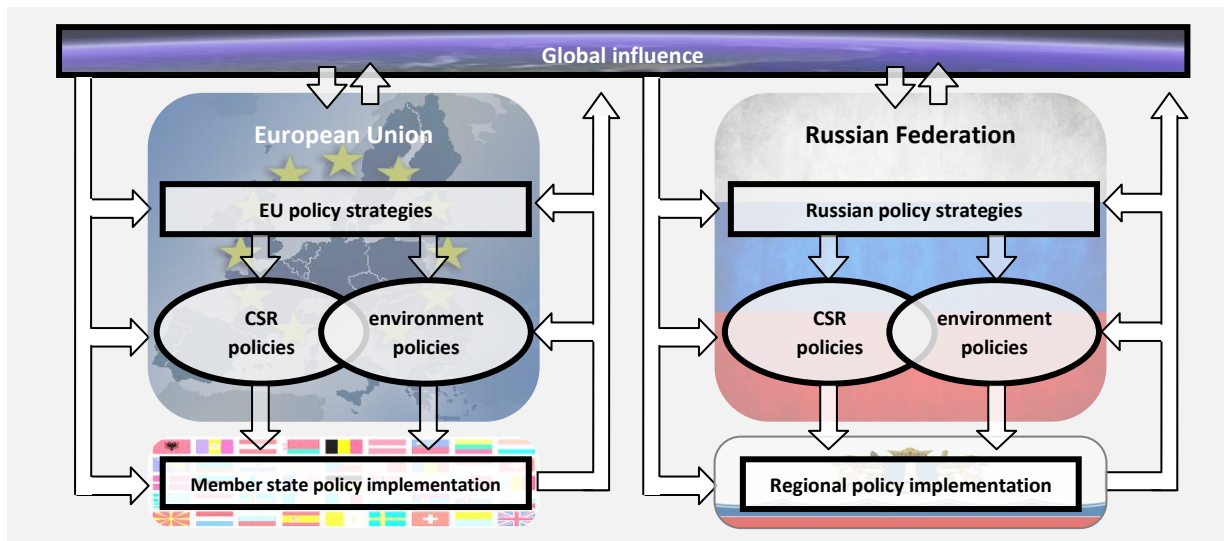 Global influence
European Union
EU policy strategies
CSR
policies
environment
policies
Member state policy implementation
Russian Federation
Russian policy strategies
CSR
policies
environment
policies
Regional policy implementation